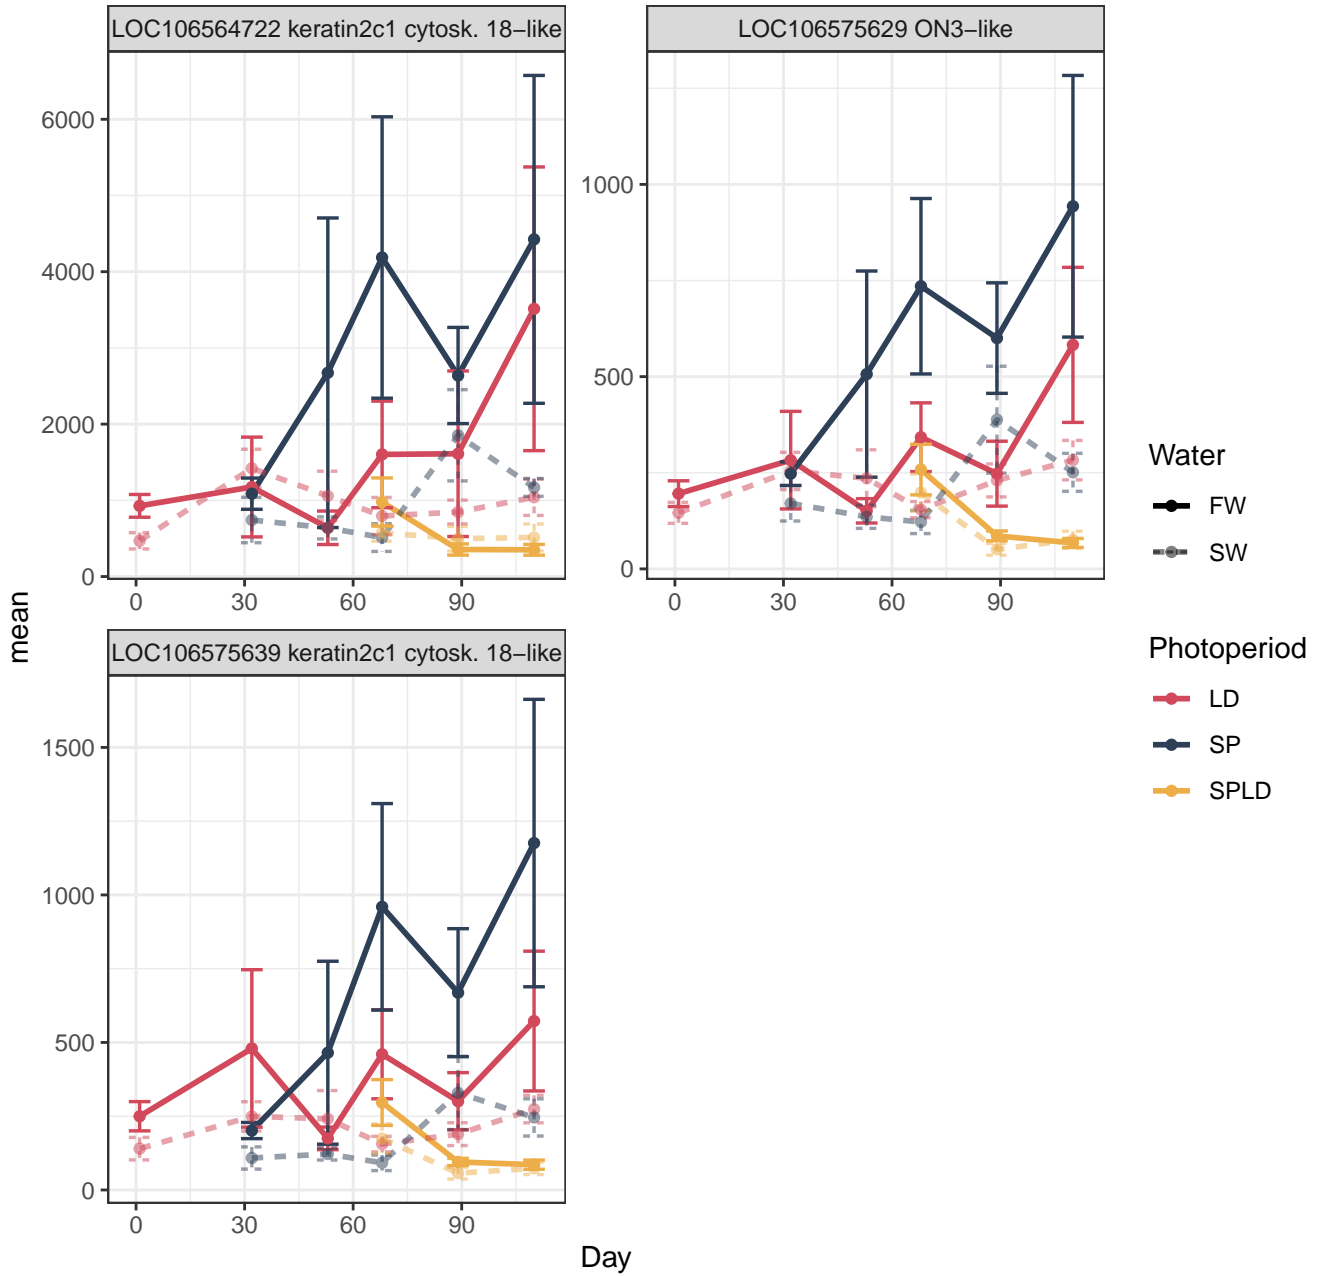 LOC106564722 keratin2c1 cytosk. 18−like
LOC106575629 ON3−like
6000
4000
2000
0
1000
500
0
0 30 60 90
0 30 60 90
LOC106575639 keratin2c1 cytosk. 18−like
1500
1000
500
0
0 30 60 90
mean
Day
Water
FW
SW
Photoperiod
LD
SP
SPLD